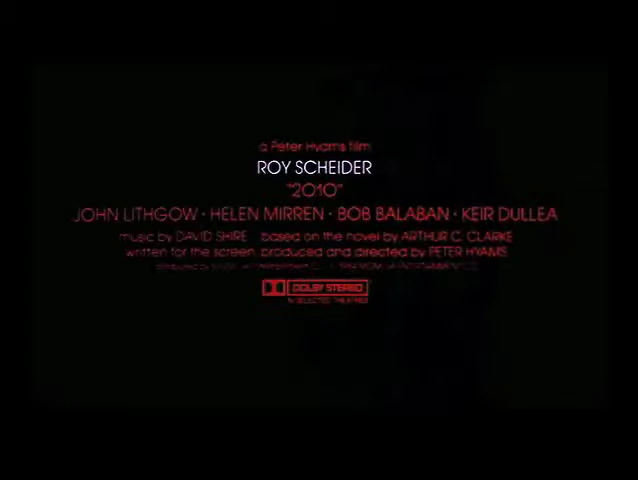 a Peter Hyams film
ROY SCHEIDER
"2010"
JOHN LITHGOW · HELEN MIRREN · BOB BALABAN · KEIR DULLEA
music by DAVID SHIRE based on the novel by ARTHUR C. CLARKE
written for the screen, produced and directed by PETER HYAMS
DOLBY STEREO
IN SELECTED THEATRES